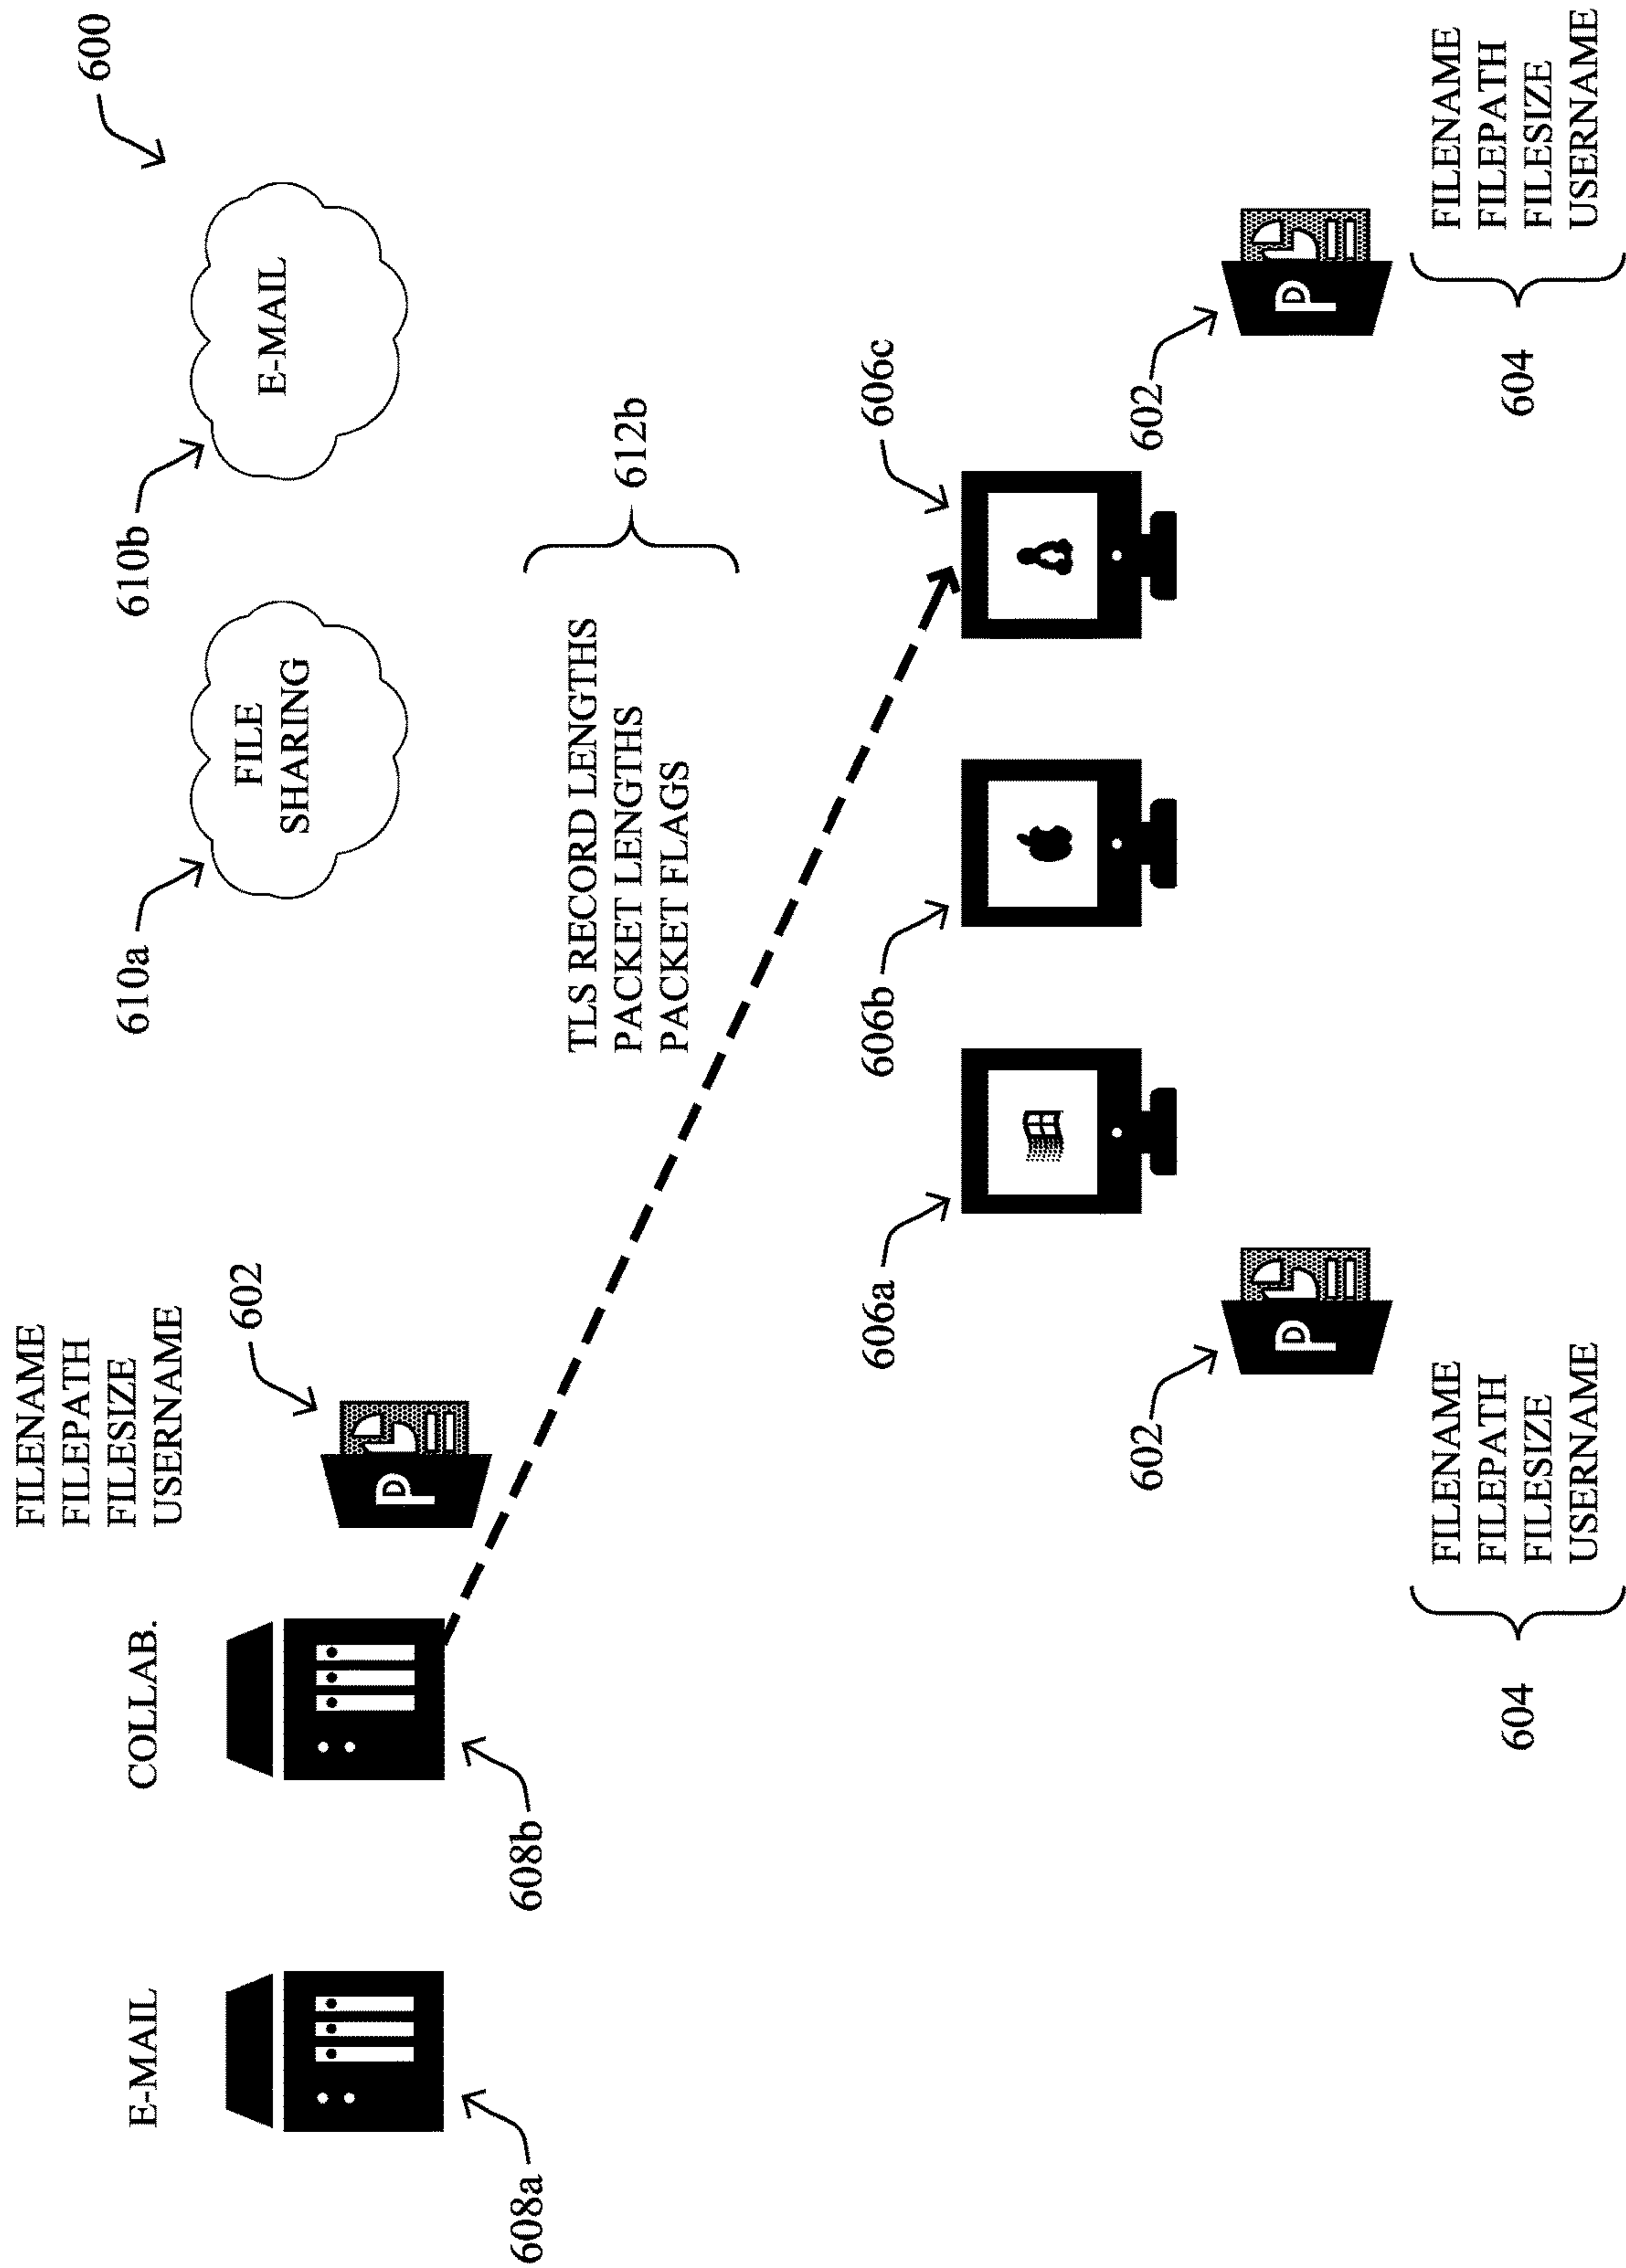 600
FILENAME
FILEPATH
FILESIZE
USERNAME
E-MAIL
COLLAB.
602
P
608a
608b
610a
FILE
SHARING
610b
E-MAIL
TLS RECORD LENGTHS
PACKET LENGTHS
PACKET FLAGS
612b
606a
606b
606c
602
P
602
P
604
FILENAME
FILEPATH
FILESIZE
USERNAME
604
FILENAME
FILEPATH
FILESIZE
USERNAME